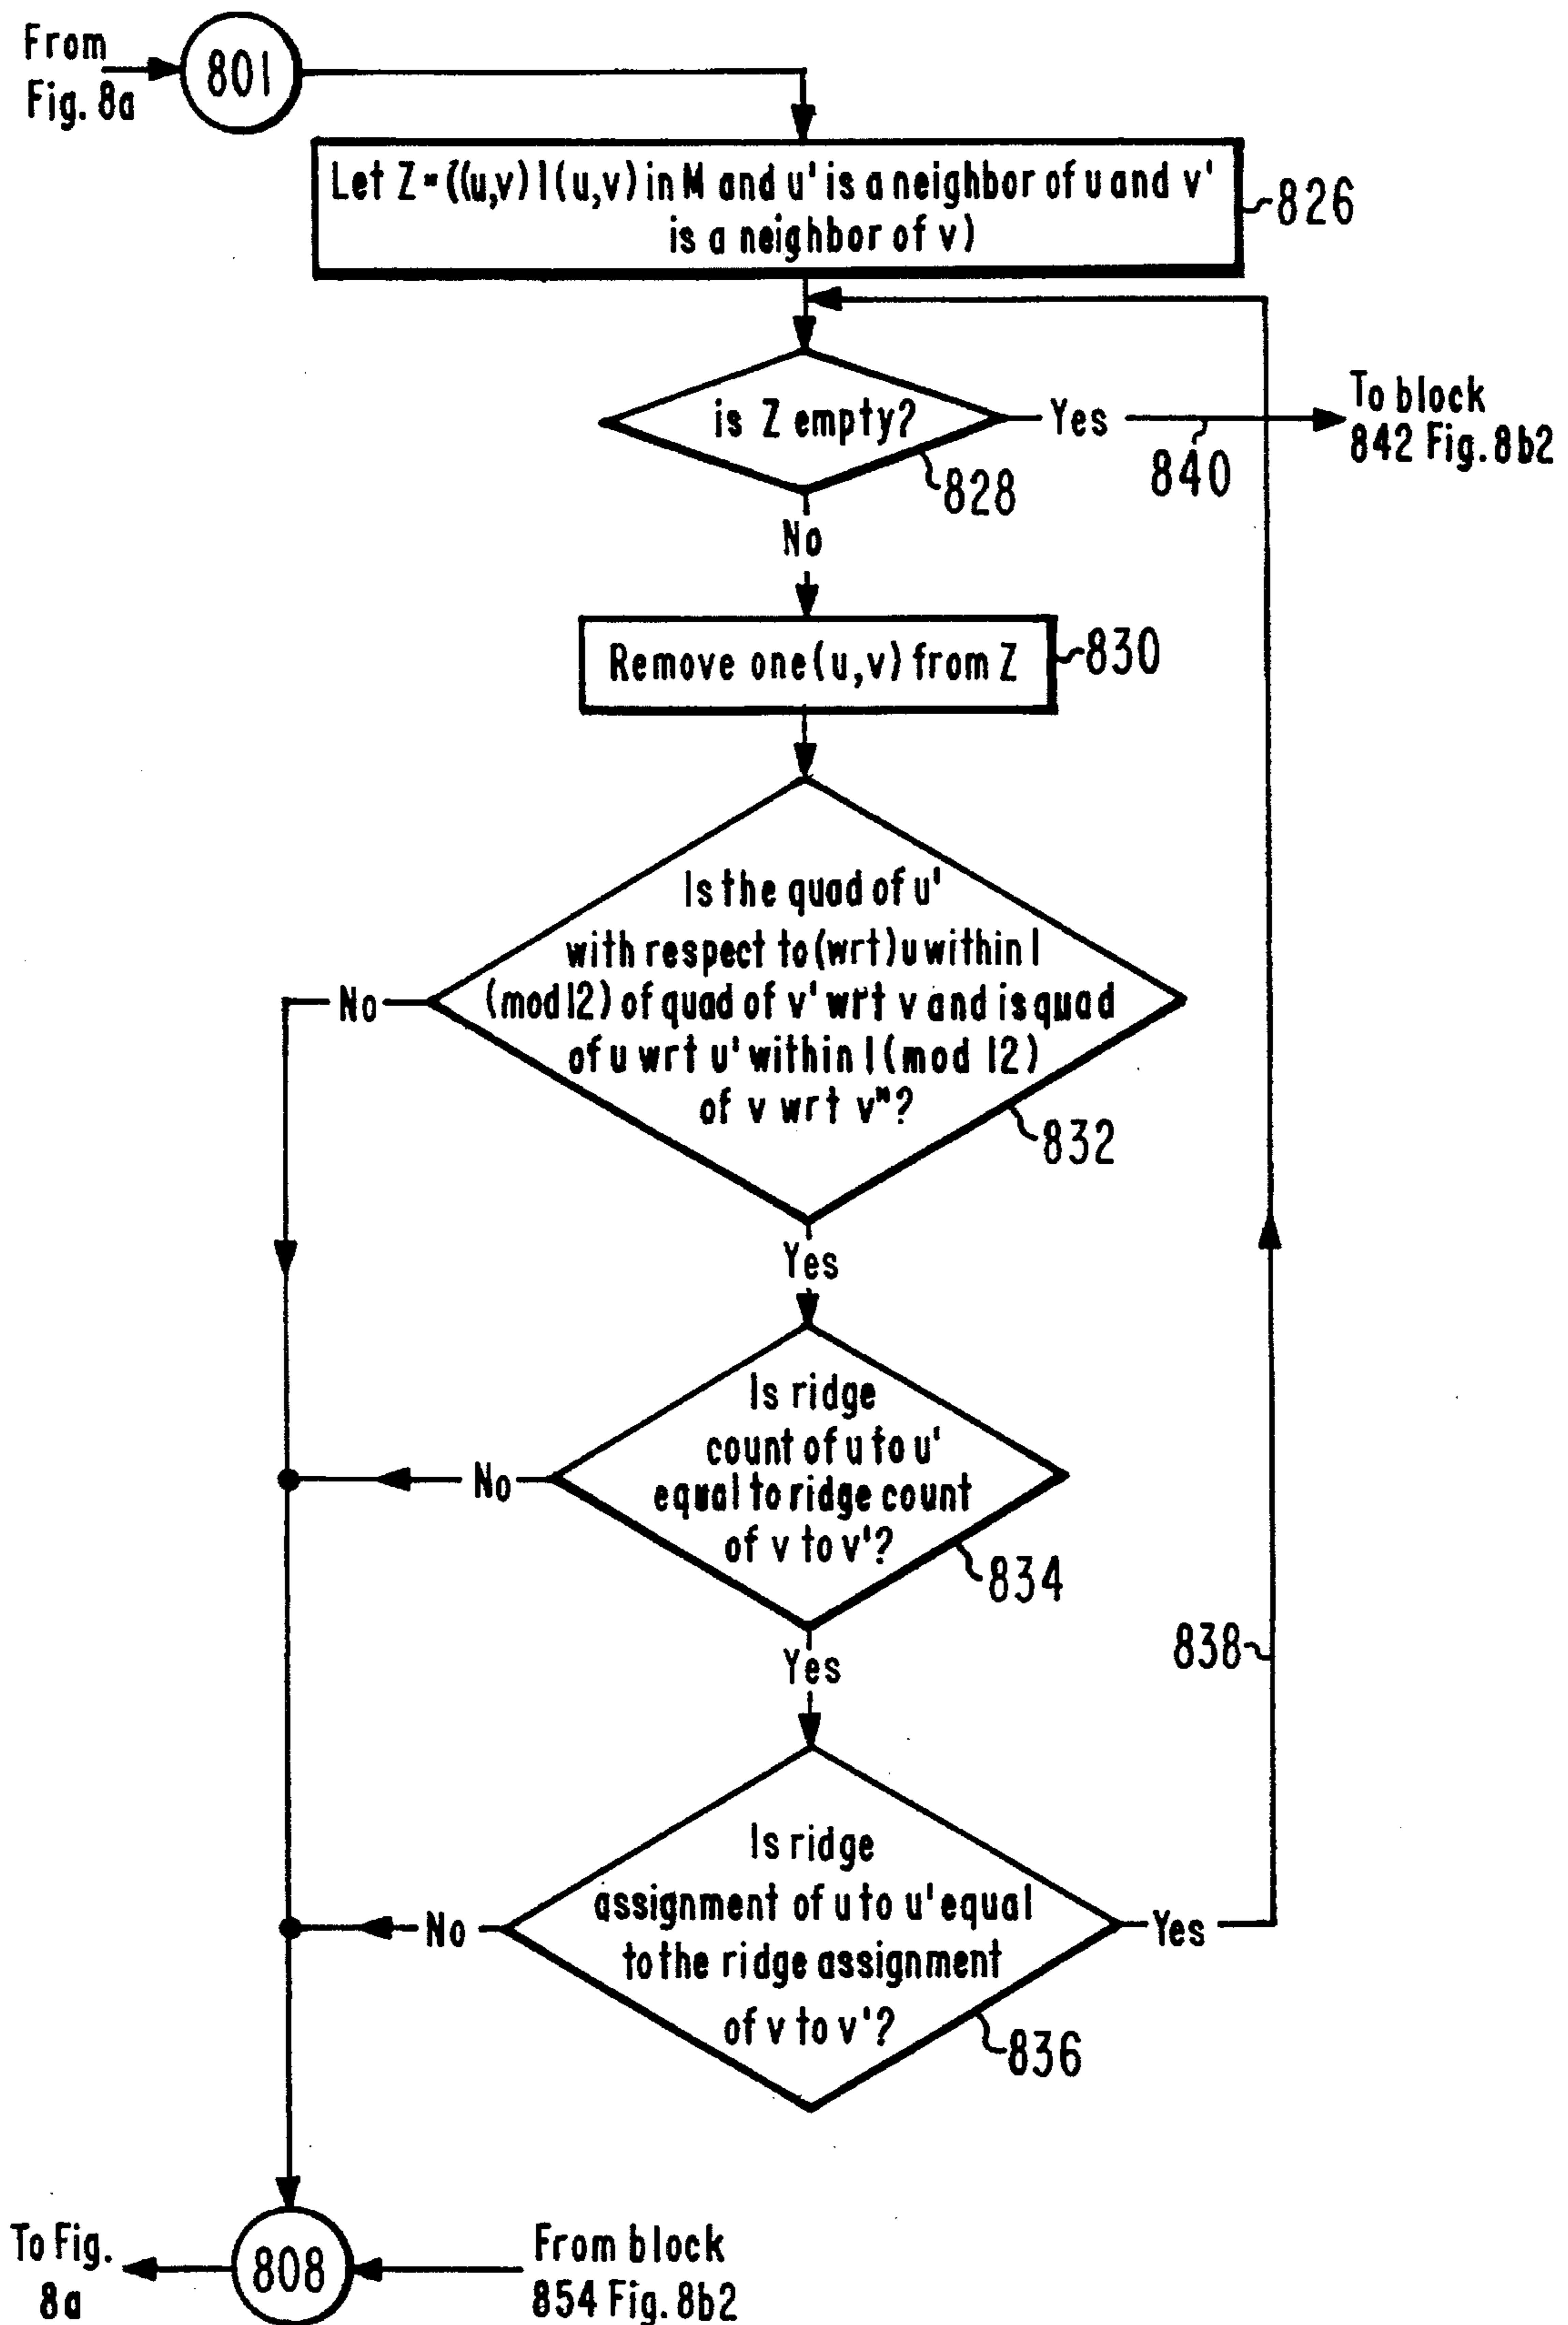 From
Fig. 8a
801
Let Z = ((u,v) | (u,v) in M and u' is a neighbor of u and v'
is a neighbor of v)
826
is Z empty?
Yes
To block
842 Fig. 8b2
840
828
No
Remove one (u,v) from Z
830
Is the quad of u'
with respect to (wrt) u within 1
(mod 12) of quad of v' wrt v and is quad
of u wrt u' within 1 (mod 12)
of v wrt v"?
No
832
Yes
Is ridge
count of u to u'
equal to ridge count
of v to v'?
No
834
838
Yes
Is ridge
assignment of u to u' equal
to the ridge assignment
of v to v'?
No
Yes
836
To Fig.
8a
808
From block
854 Fig. 8b2